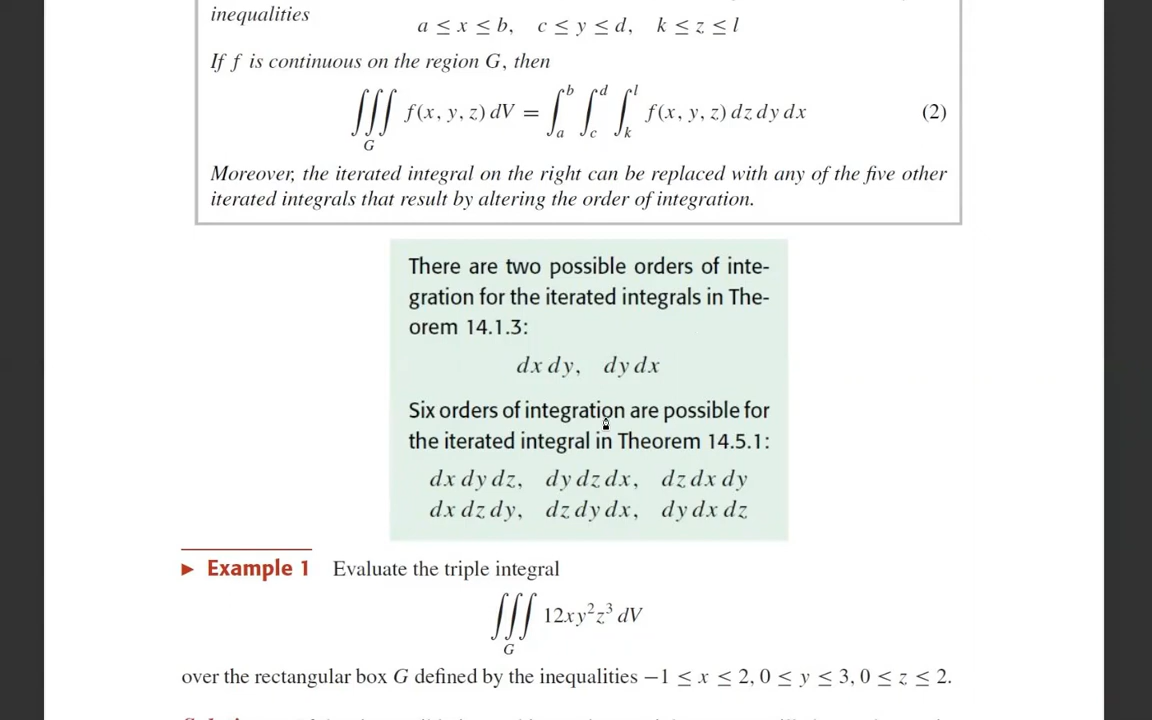 inequalities
a ≤ x ≤ b, c ≤ y ≤ d, k ≤ z ≤ l
If f is continuous on the region G, then
∭_G f(x, y, z) dV = ∫_a^b ∫_c^d ∫_k^l f(x, y, z) dz dy dx (2)
Moreover, the iterated integral on the right can be replaced with any of the five other
iterated integrals that result by altering the order of integration.
There are two possible orders of inte-
gration for the iterated integrals in The-
orem 14.1.3:
dx dy, dy dx
Six orders of integration are possible for
the iterated integral in Theorem 14.5.1:
dx dy dz, dy dz dx, dz dx dy
dx dz dy, dz dy dx, dy dx dz
► Example 1 Evaluate the triple integral
∭_G 12xy²z³ dV
over the rectangular box G defined by the inequalities −1 ≤ x ≤ 2, 0 ≤ y ≤ 3, 0 ≤ z ≤ 2.